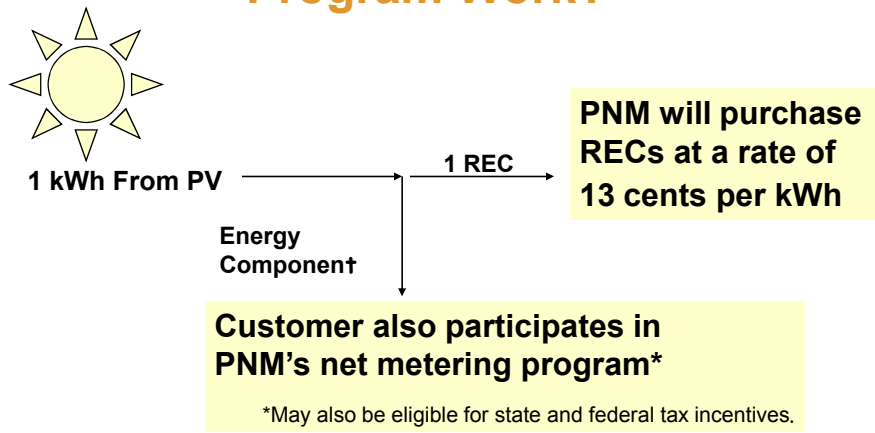 Program Work?
1 kWh From PV
1 REC
PNM will purchase
RECs at a rate of
13 cents per kWh
Energy
Component
Customer also participates in
PNM's net metering program*
*May also be eligible for state and federal tax incentives.